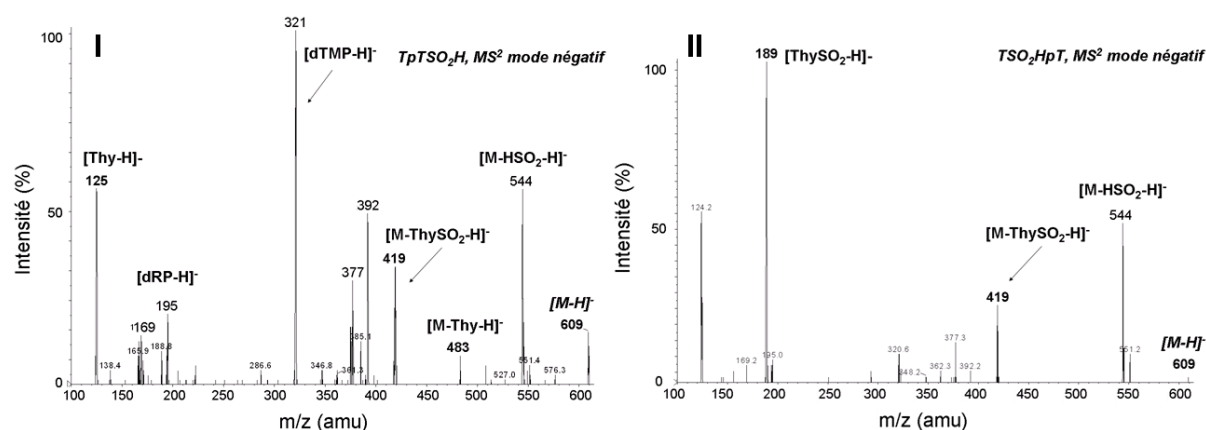 I
TpTSO₂H, MS² mode négatif
321
[dTMP-H]⁻
[Thy-H]-
125
[M-HSO₂-H]⁻
544
392
[M-ThySO₂-H]⁻
419
377
[dRP-H]⁻
195
169
165.9
188.8
138.4
286.6
346.8
361.3
385.1
[M-Thy-H]⁻
483
527.0
551.4
576.3
[M-H]⁻
609
100
50
0
Intensité (%)
100 150 200 250 300 350 400 450 500 550 600
m/z (amu)
II
TSO₂HpT, MS² mode négatif
189
[ThySO₂-H]-
124.2
[M-HSO₂-H]⁻
544
[M-ThySO₂-H]⁻
419
169.2
195.0
320.6
348.2
362.3
377.3
392.2
551.2
[M-H]⁻
609
100
50
0
Intensité (%)
100 150 200 250 300 350 400 450 500 550 600
m/z (amu)